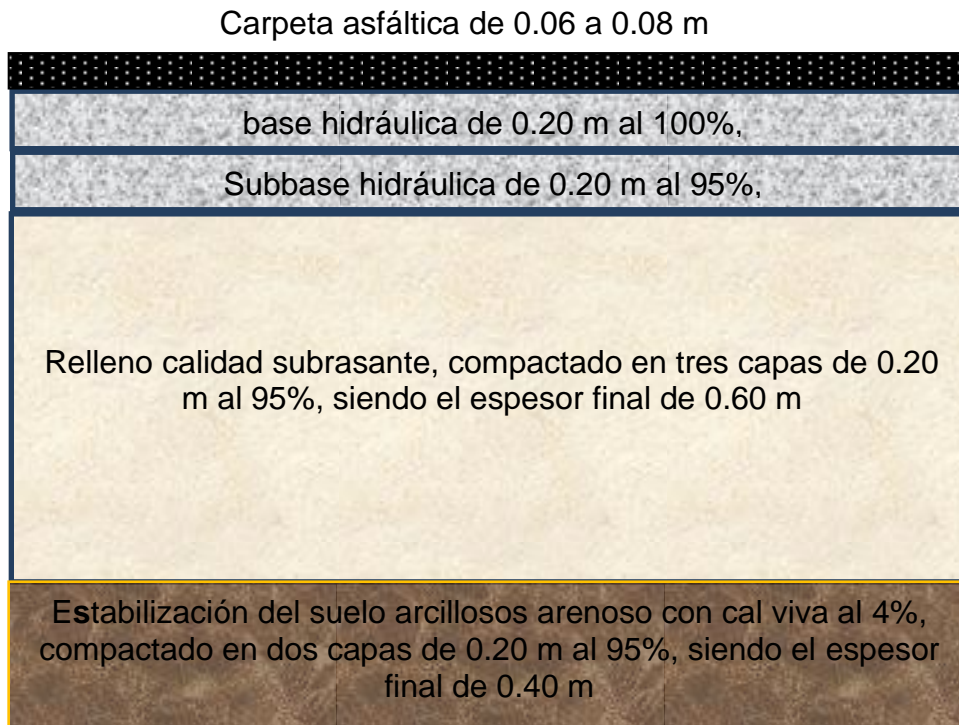 Carpeta asfáltica de 0.06 a 0.08 m
base hidráulica de 0.20 m al 100%,
Subbase hidráulica de 0.20 m al 95%,
Relleno calidad subrasante, compactado en tres capas de 0.20
m al 95%, siendo el espesor final de 0.60 m
Estabilización del suelo arcillosos arenoso con cal viva al 4%,
compactado en dos capas de 0.20 m al 95%, siendo el espesor
final de 0.40 m